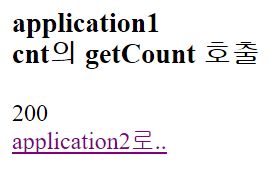 application1
cnt의 getCount 호출
200
application2로..